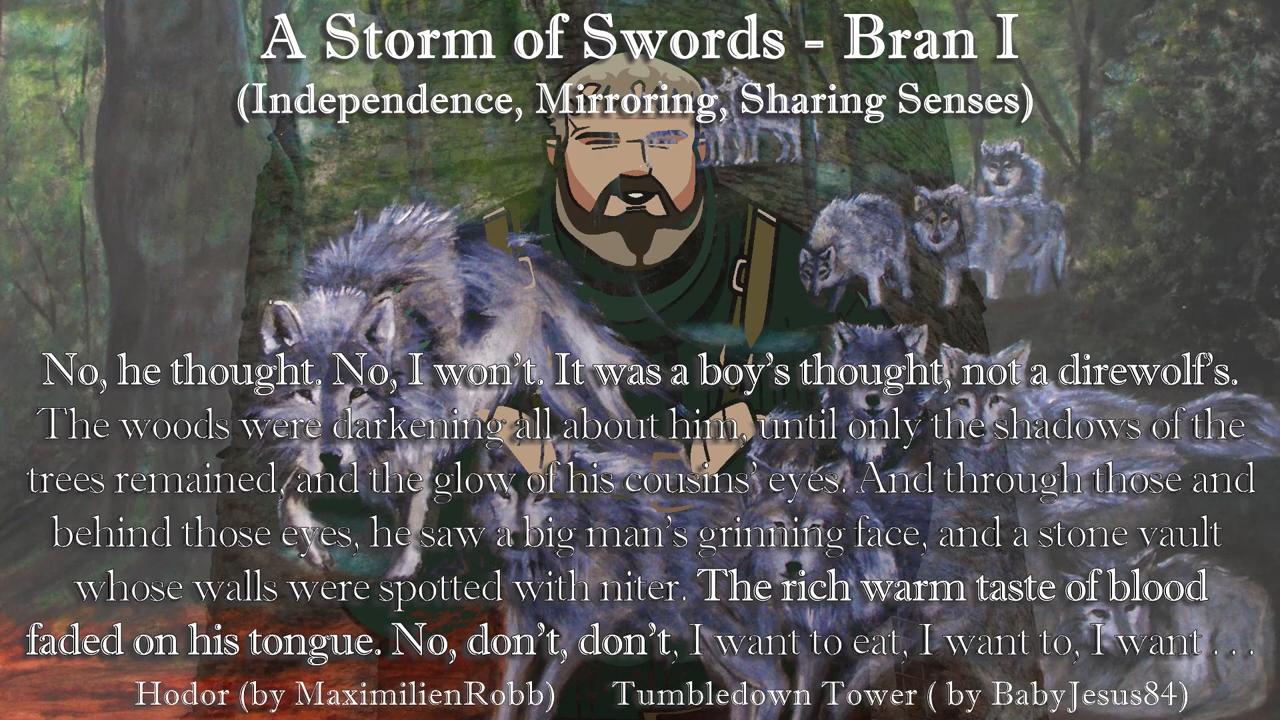 A Storm of Swords - Bran I
(Independence, Mirroring, Sharing Senses)
No, he thought. No, I won't. It was a boy's thought, not a direwolf's.
The woods were darkening all about him, until only the shadows of the
trees remained, and the glow of his cousins' eyes. And through those and
behind those eyes, he saw a big man's grinning face, and a stone vault
whose walls were spotted with niter. The rich warm taste of blood
faded on his tongue. No, don't, don't, I want to eat, I want to, I want . . .
Hodor (by MaximilienRobb) Tumbledown Tower ( by BabyJesus84)